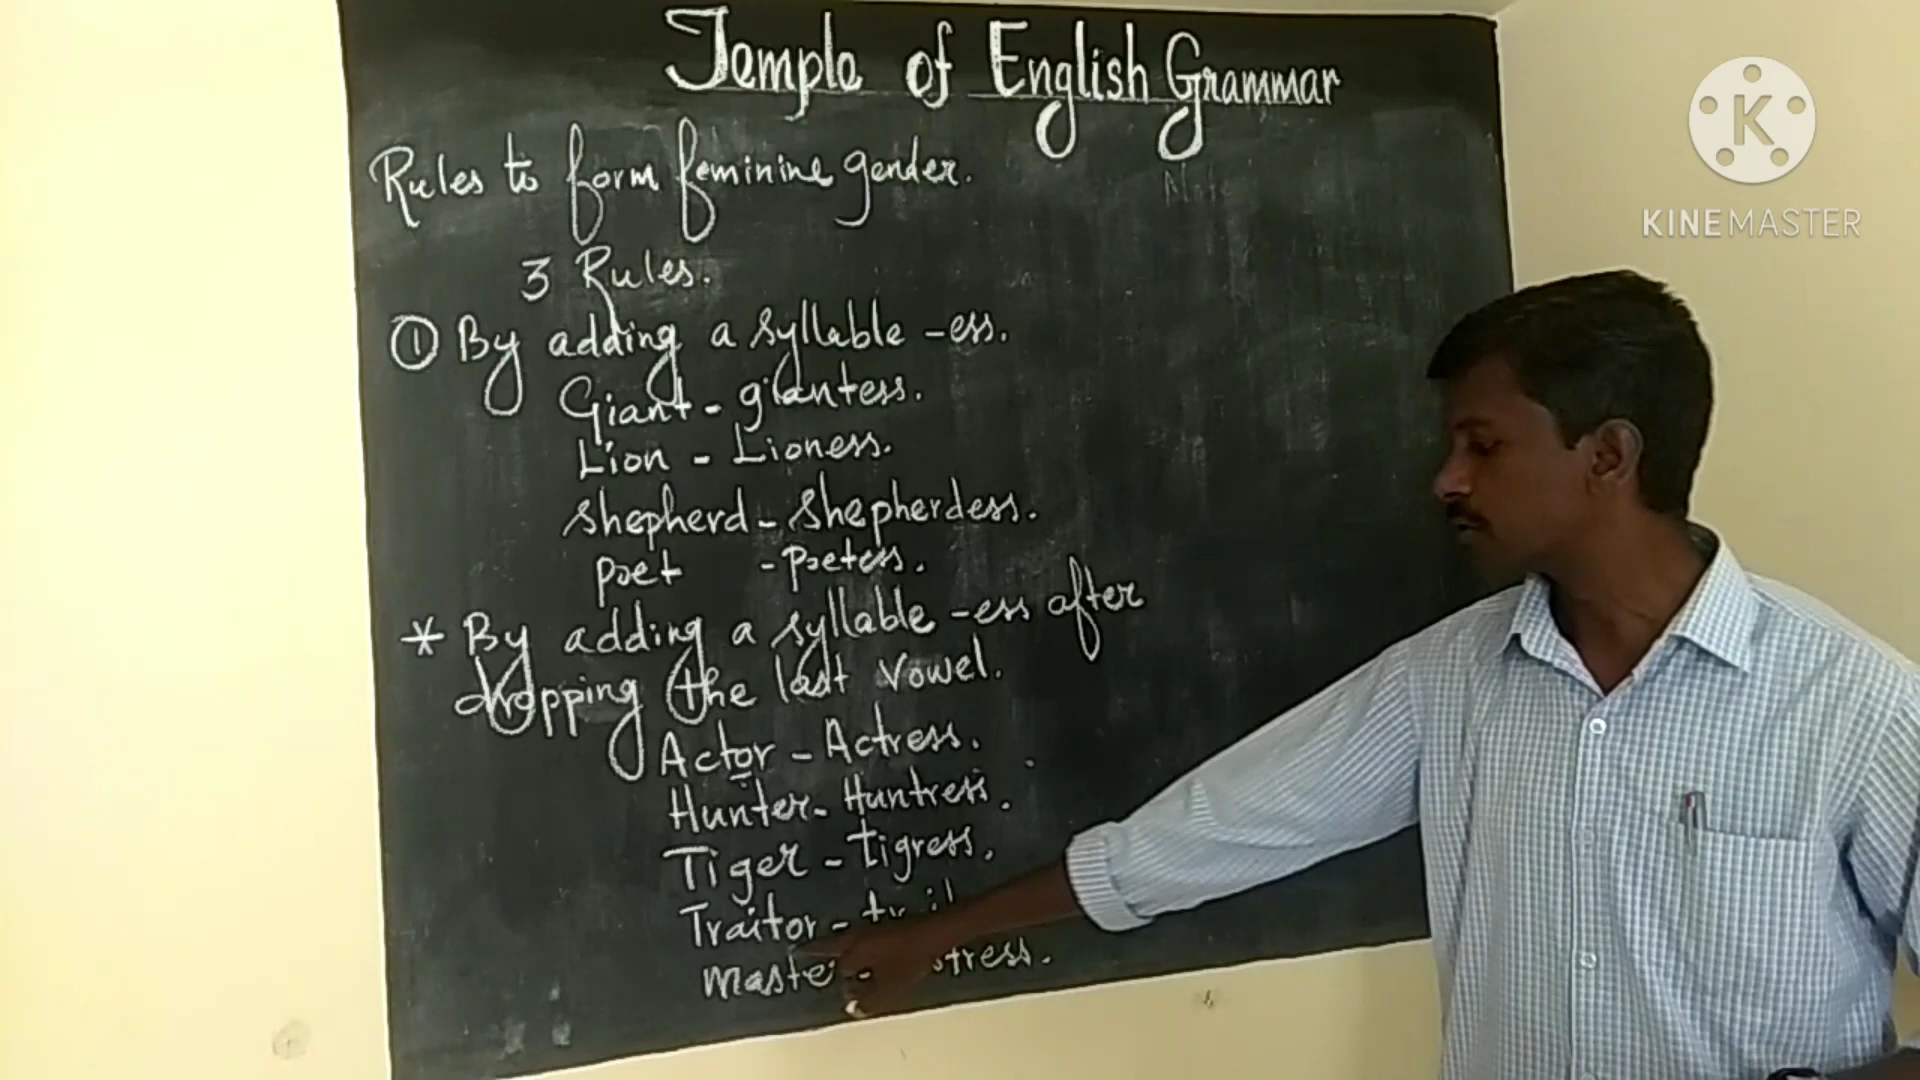 Temple of English Grammar
Rules to form feminine gender.
3 Rules.
① By adding a syllable -ess.
Giant - giantess.
Lion - Lioness.
Shepherd - Shepherdess.
Poet - Poetess.
* By adding a syllable -ess after
dropping the last vowel.
Actor - Actress.
Hunter - Huntress.
Tiger - Tigress.
Traitor -
Maste - tress.
K
KINEMASTER